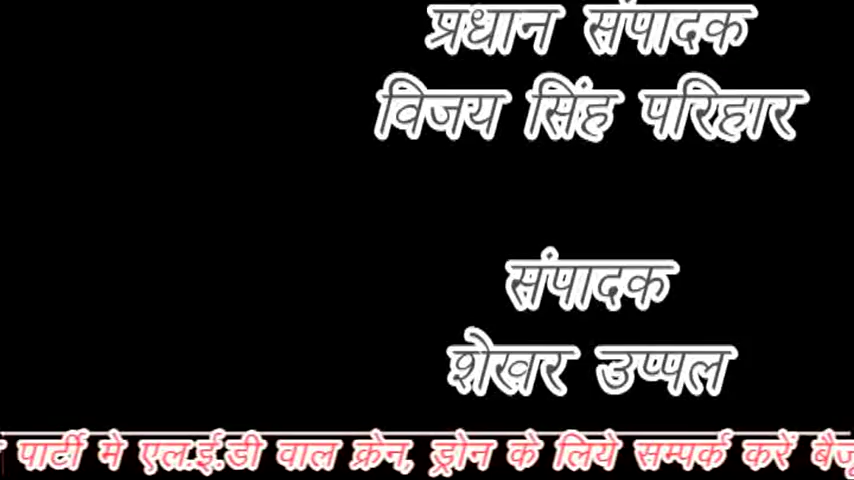 प्रधान संपादक
विजय सिंह परिहार
संपादक
शेखर उप्पल
पार्टी मे एल.ई.डी वाल क्रेन, ड्रोन के लिये सम्पर्क करें